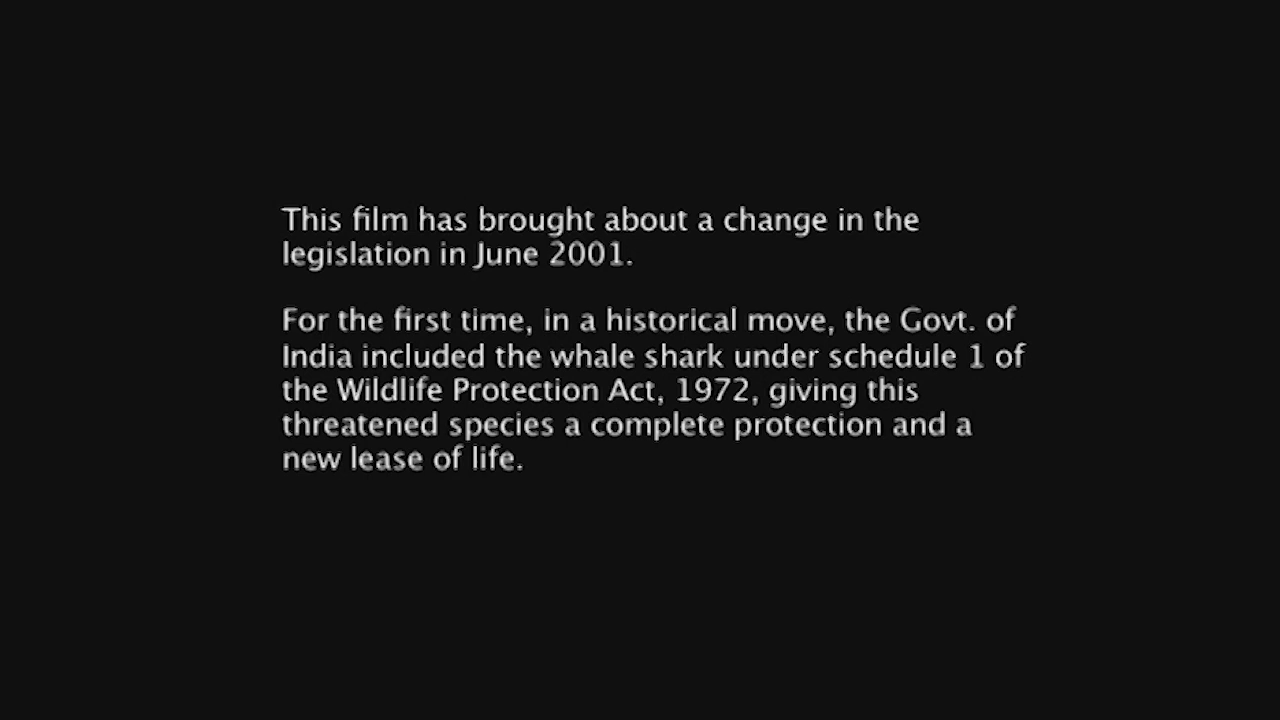 This film has brought about a change in the
legislation in June 2001.
For the first time, in a historical move, the Govt. of
India included the whale shark under schedule 1 of
the Wildlife Protection Act, 1972, giving this
threatened species a complete protection and a
new lease of life.